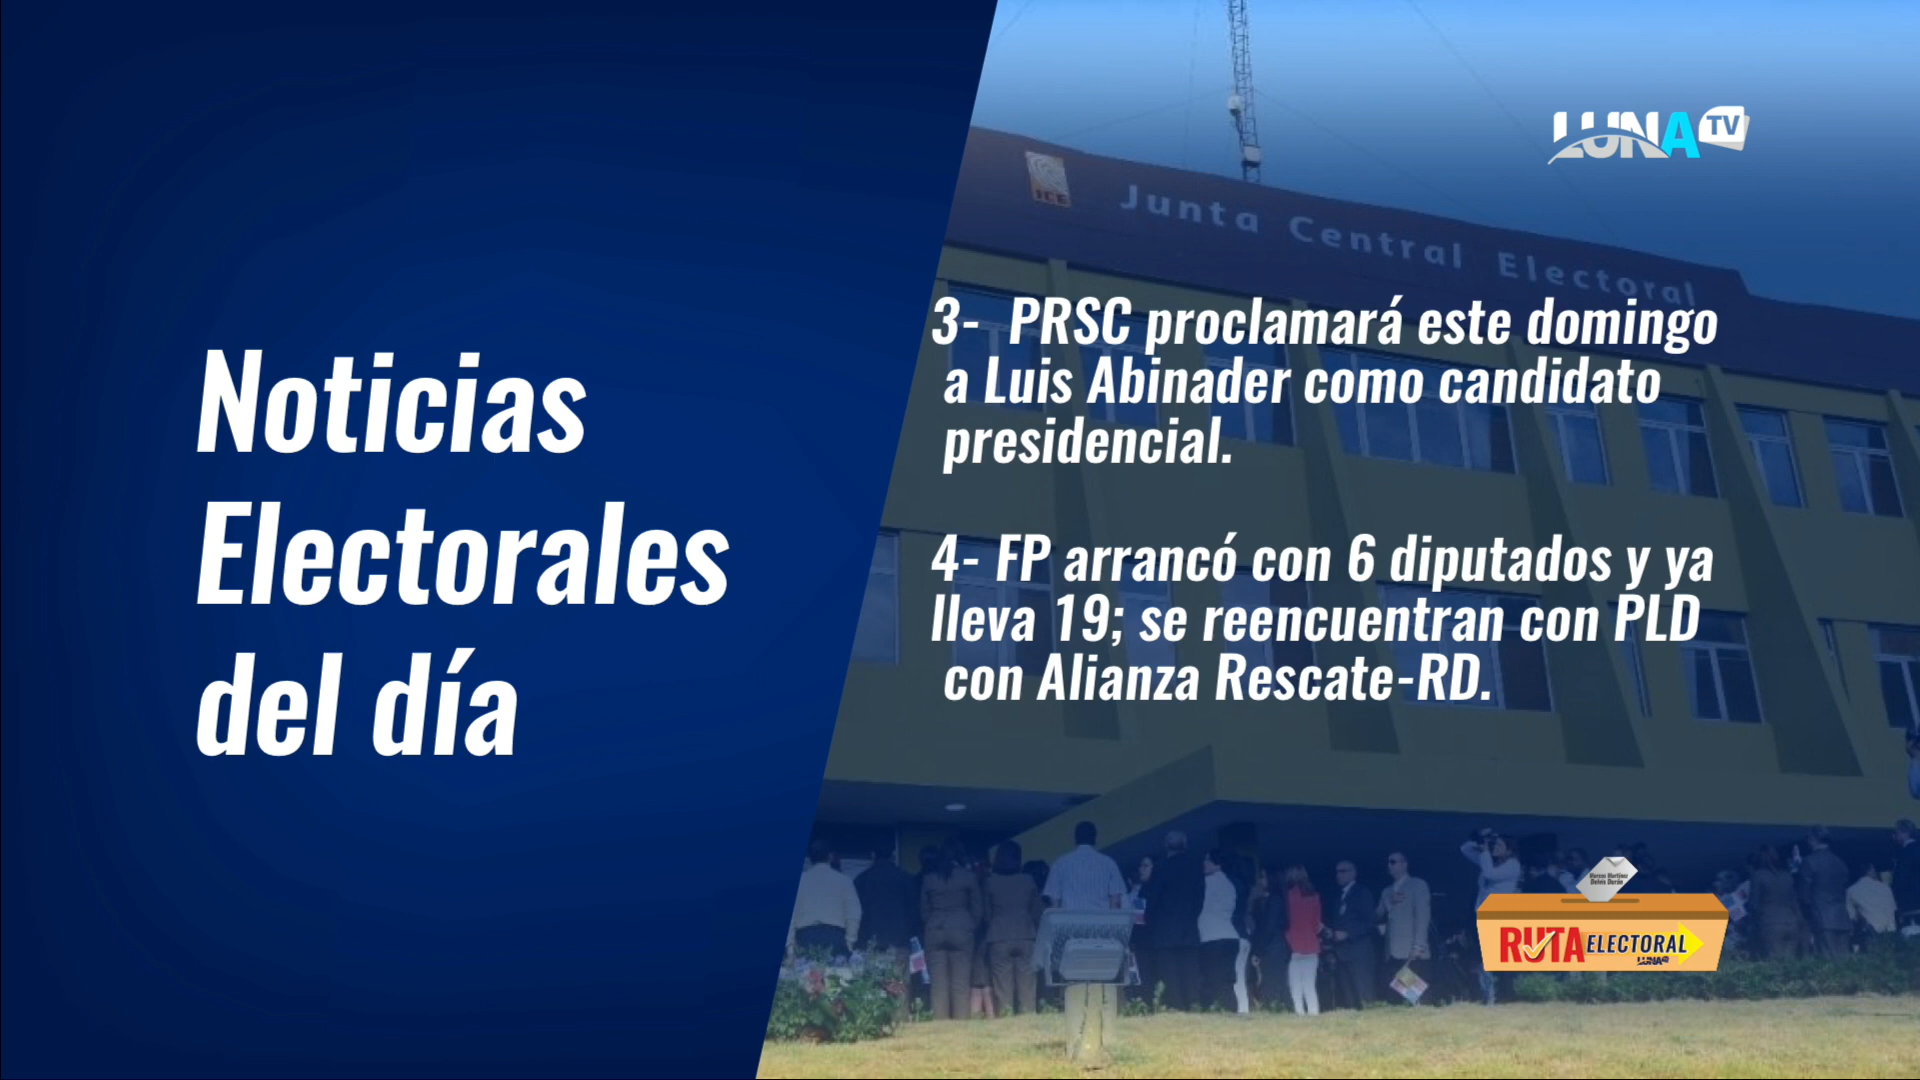 Noticias
Electorales
del día
LUNA TV
JCE
Junta Central Electoral
3- PRSC proclamará este domingo
a Luis Abinader como candidato
presidencial.
4- FP arrancó con 6 diputados y ya
lleva 19; se reencuentran con PLD
con Alianza Rescate-RD.
RUTA ELECTORAL
LUNA